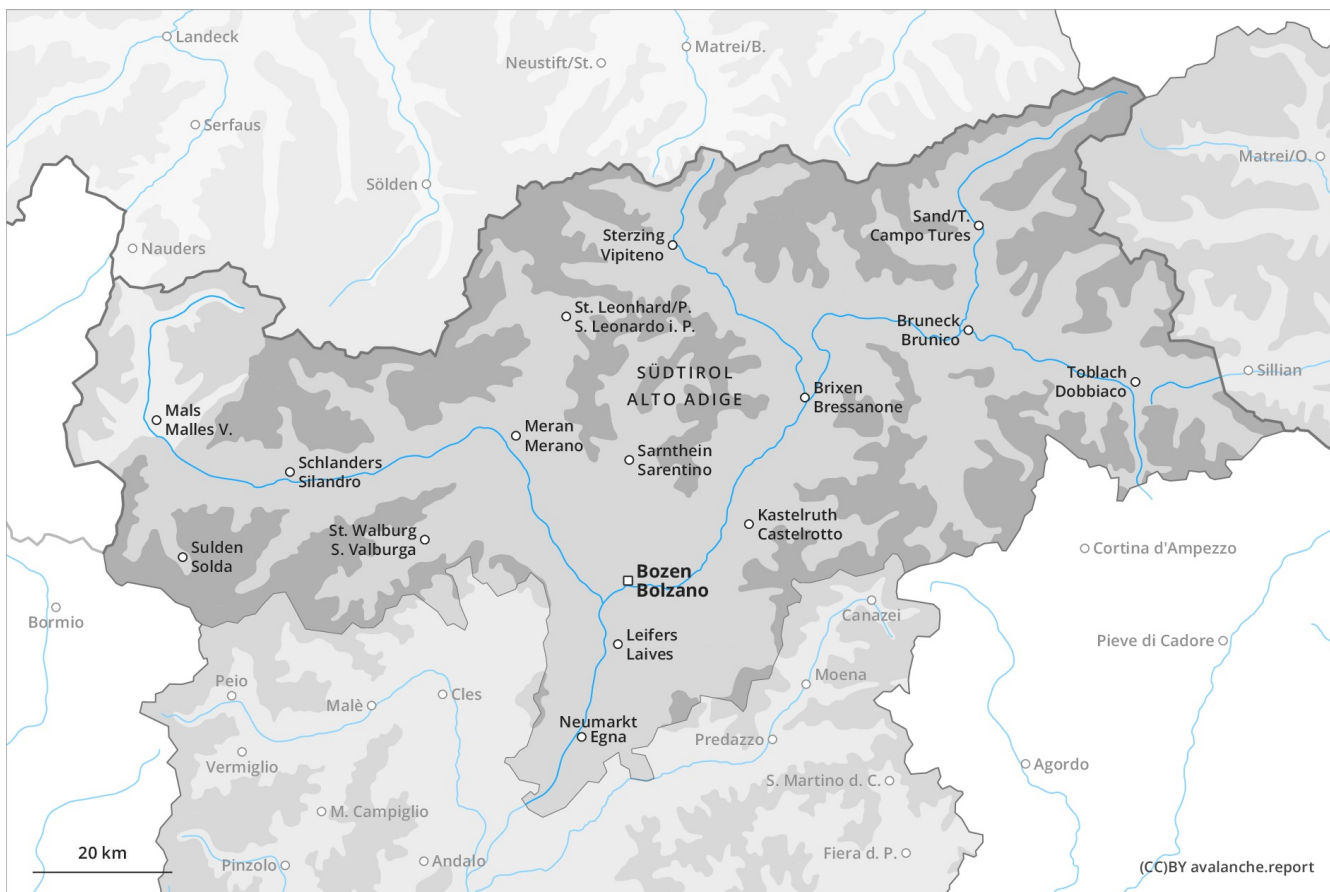 Landeck
Matrei/B.
Neustift/St.
Serfaus
Matrei/O.
Sölden
Sand/T.
Campo Tures
Nauders
Sterzing
Vipiteno
St. Leonhard/P.
S. Leonardo i. P.
Bruneck
Brunico
SÜDTIROL
ALTO ADIGE
Toblach
Dobbiaco
Sillian
Brixen
Bressanone
Mals
Malles V.
Meran
Merano
Sarnthein
Sarentino
Schlanders
Silandro
Kastelruth
Castelrotto
St. Walburg
S. Valburga
Sulden
Solda
Cortina d'Ampezzo
Bozen
Bolzano
Bormio
Canazei
Leifers
Laives
Pieve di Cadore
Peio
Moena
Malè
Cles
Neumarkt
Egna
Predazzo
Vermiglio
Agordo
S. Martino d. C.
M. Campiglio
20 km
Pinzolo
Andalo
Fiera d. P.
(CC)BY avalanche.report